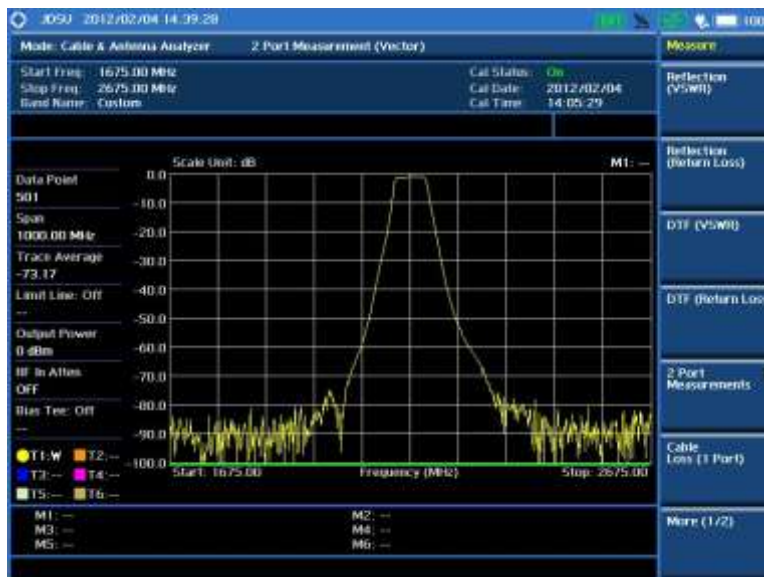 JDSU 2012/02/04 14:39:28
100
Mode: Cable & Antenna Analyzer 2 Port Measurement (Vector)
Measure
Start Freq: 1675.00 MHz
Stop Freq: 2675.00 MHz
Band Name: Custom
Cal Status: On
Cal Date: 2012/02/04
Cal Time: 14:05:29
Reflection
(VSWR)
Reflection
(Return Loss)
DTF (VSWR)
DTF (Return Loss
2 Port
Measurements
Cable
Loss (1 Port)
More (1/2)
Scale Unit: dB
M1: --
Data Point
501
Span
1000.00 MHz
Trace Average
-73.17
Limit Line: Off
--
Output Power
0 dBm
RF In Atten
OFF
Bias Tee: Off
--
T1:W T2:--
T3:-- T4:--
T5:-- T6:--
0.0
-10.0
-20.0
-30.0
-40.0
-50.0
-60.0
-70.0
-80.0
-90.0
-100.0
Start: 1675.00 Frequency (MHz) Stop: 2675.00
M1: -- M2: --
M3: -- M4: --
M5: -- M6: --